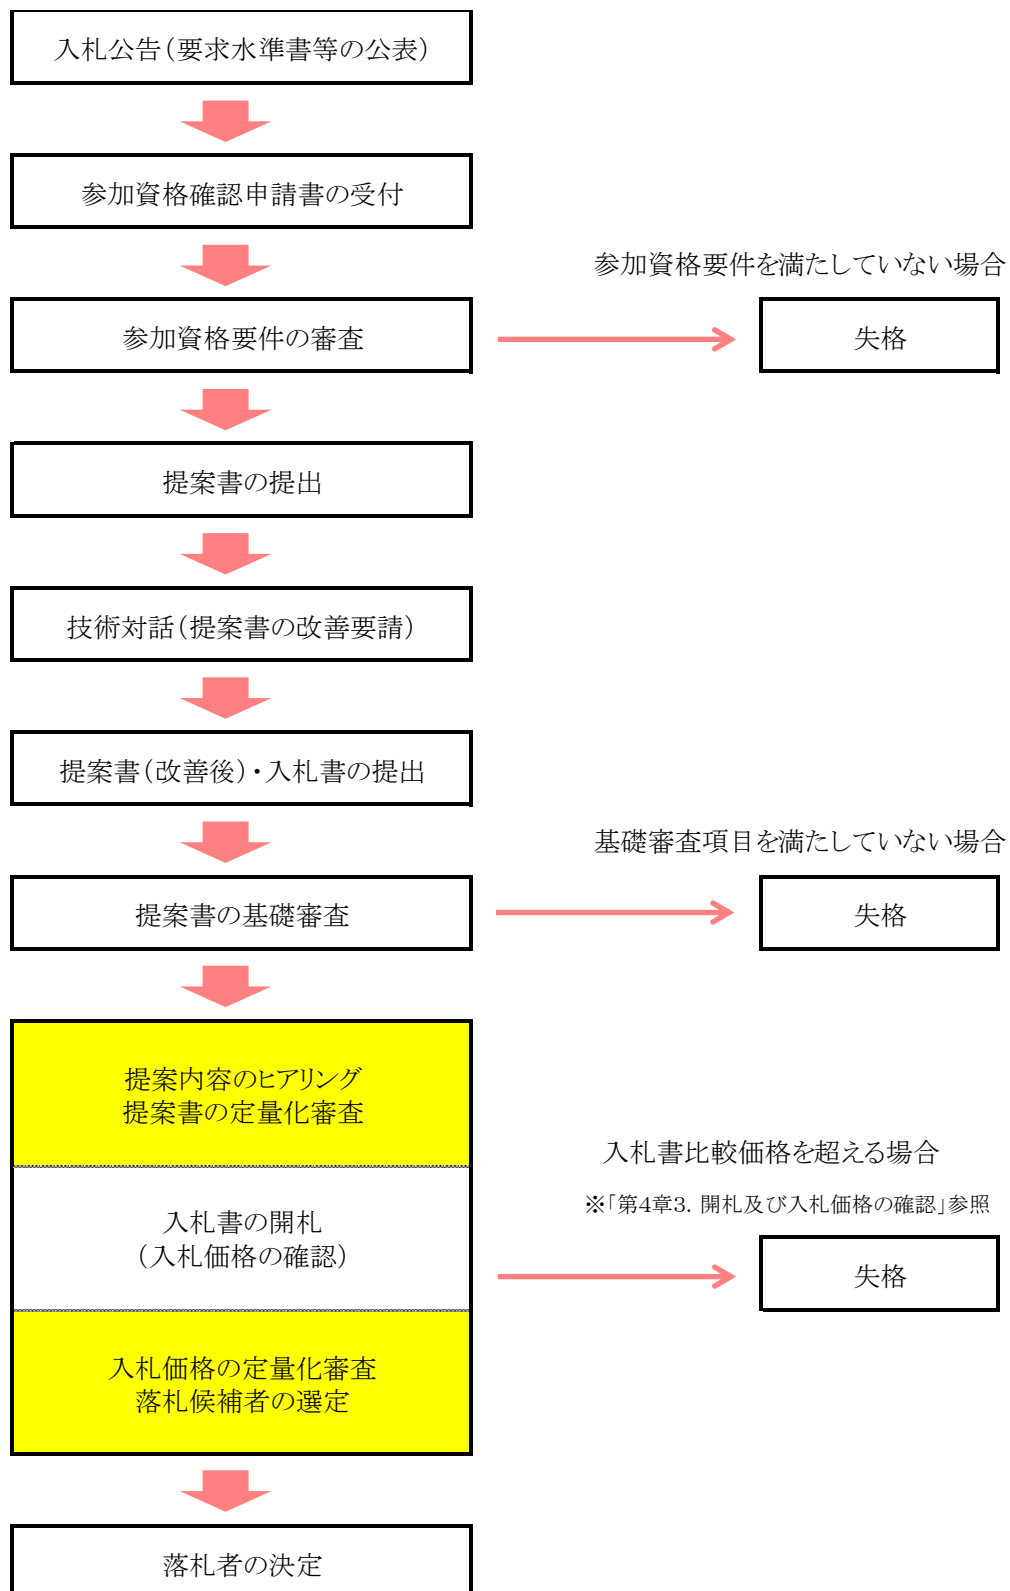 入札公告（要求水準書等の公表）
参加資格確認申請書の受付
参加資格要件を満たしていない場合
参加資格要件の審査
失格
提案書の提出
技術対話（提案書の改善要請）
提案書（改善後）・入札書の提出
基礎審査項目を満たしていない場合
提案書の基礎審査
失格
提案内容のヒアリング
提案書の定量化審査
入札書比較価格を超える場合
※「第4章3．開札及び入札価格の確認」参照
入札書の開札
（入札価格の確認）
失格
入札価格の定量化審査
落札候補者の選定
落札者の決定